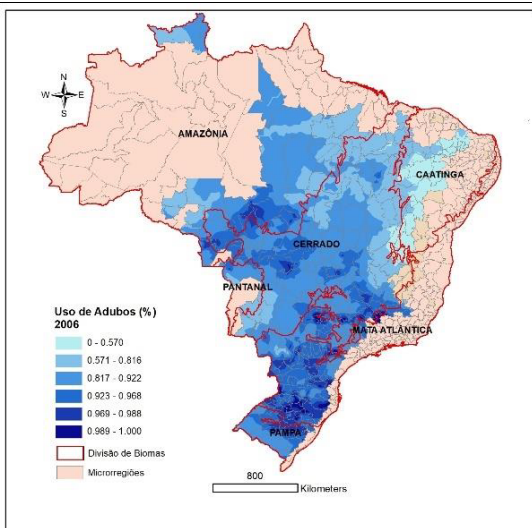 N
W E
S
AMAZÔNIA
CAATINGA
CERRADO
PANTANAL
MATA ATLÂNTICA
PAMPA
Uso de Adubos (%)
2006
0 - 0.570
0.571 - 0.816
0.817 - 0.922
0.923 - 0.968
0.969 - 0.988
0.989 - 1.000
Divisão de Biomas
Microrregiões
800
Kilometers